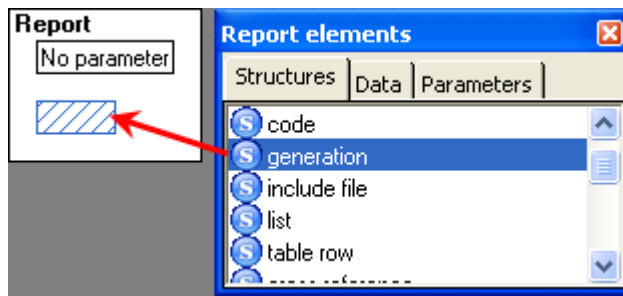 Report
No parameter
Report elements
Structures Data Parameters
S code
S generation
S include file
S list
S table row
S